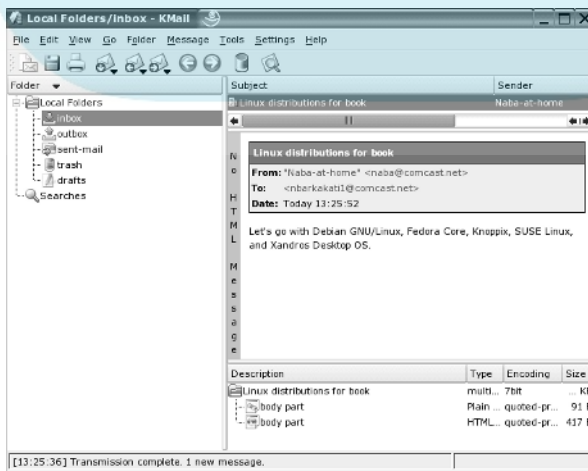 Local Folders/inbox - KMail
File Edit View Go Folder Message Tools Settings Help
Folder
Local Folders
inbox
outbox
sent-mail
trash
drafts
Searches
Subject Sender
Linux distributions for book Naba-at-home
No HTML Message
Linux distributions for book
From: "Naba-at-home" <naba@comcast.net>
To: <nbarkakati1@comcast.net>
Date: Today 13:25:52
Let's go with Debian GNU/Linux, Fedora Core, Knoppix, SUSE Linux,
and Xandros Desktop OS.
Description Type Encoding Size
Linux distributions for book multi... 7bit ... K
body part Plain ... quoted-pr... 91
body part HTML... quoted-pr... 417
[13:25:36] Transmission complete. 1 new message.